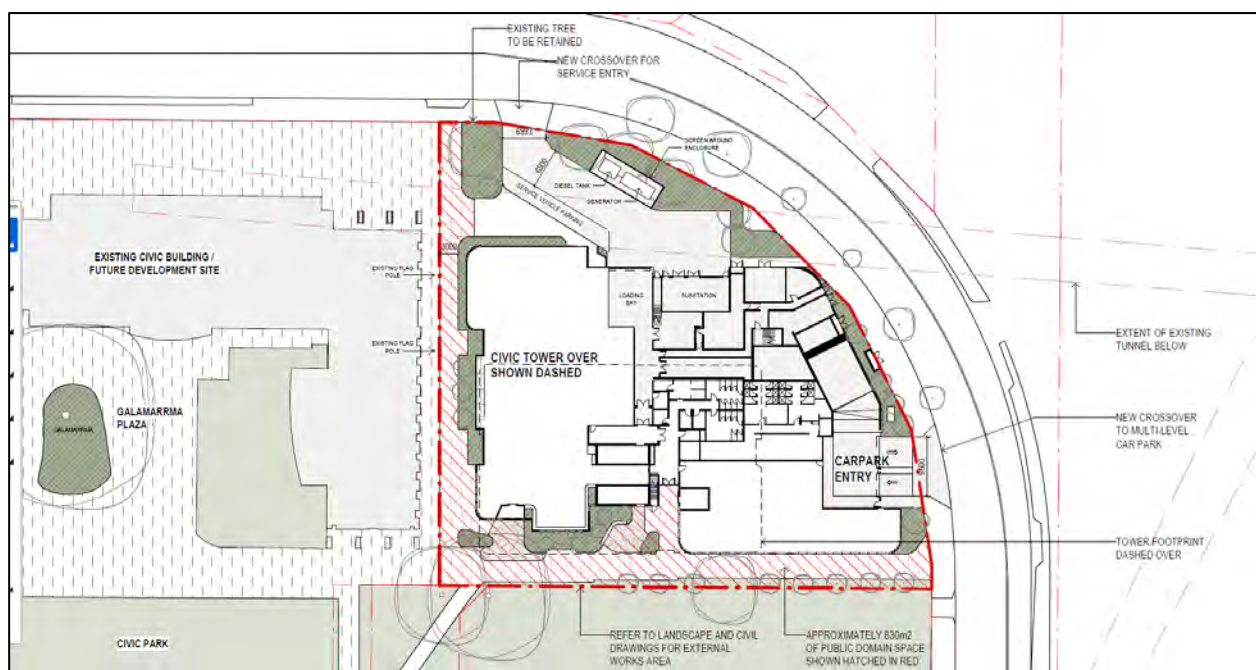 EXISTING TREE
TO BE RETAINED
NEW CROSSOVER FOR
SERVICE ENTRY
SCREEN AROUND
ENCLOSURE
DIESEL TANK
GENERATOR
SERVICE VEHICLE PARKING
EXISTING CIVIC BUILDING /
FUTURE DEVELOPMENT SITE
3000
EXISTING FLAG
POLE
LOADING
BAY
SUBSTATION
EXTENT OF EXISTING
TUNNEL BELOW
EXISTING FLAG
POLE
CIVIC TOWER OVER
SHOWN DASHED
GALAMARRMA
PLAZA
NEW CROSSOVER
TO MULTI-LEVEL
CAR PARK
CARPARK
ENTRY
TOWER FOOTPRINT
DASHED OVER
CIVIC PARK
REFER TO LANDSCAPE AND CIVIL
DRAWINGS FOR EXTERNAL
WORKS AREA
APPROXIMATELY 830m2
OF PUBLIC DOMAIN SPACE
SHOWN HATCHED IN RED